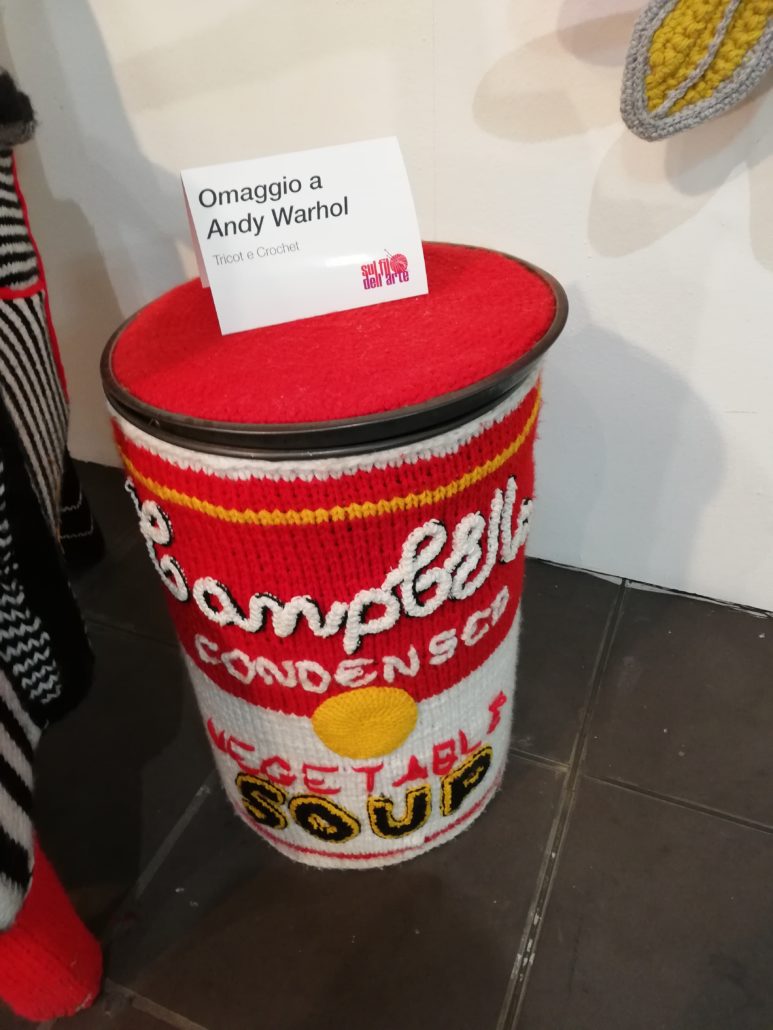 Omaggio a
Andy Warhol
Tricot e Crochet
sul filo
dell'arte
Campbell's
CONDENSED
VEGETABLE
SOUP